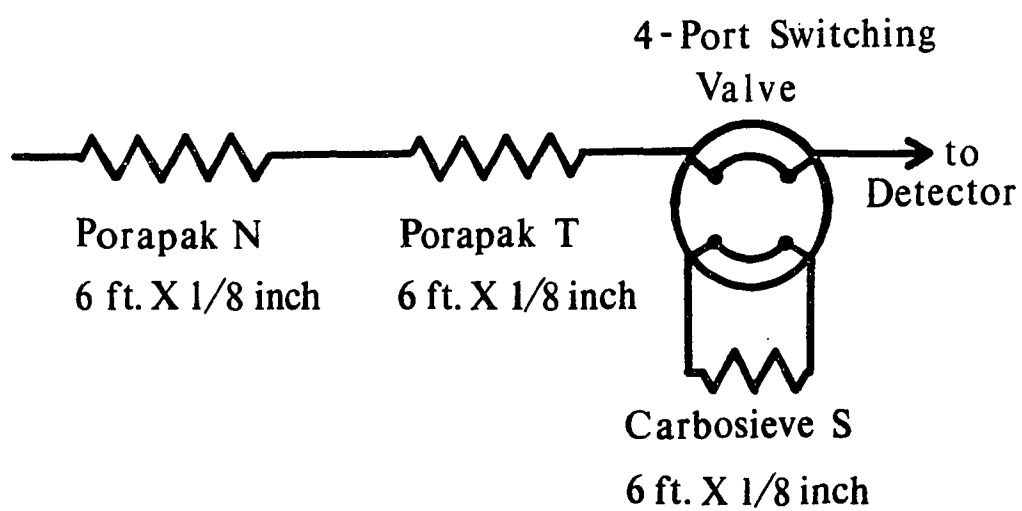 4-Port Switching
Valve
to
Detector
Porapak N
6 ft. X 1/8 inch
Porapak T
6 ft. X 1/8 inch
Carbosieve S
6 ft. X 1/8 inch